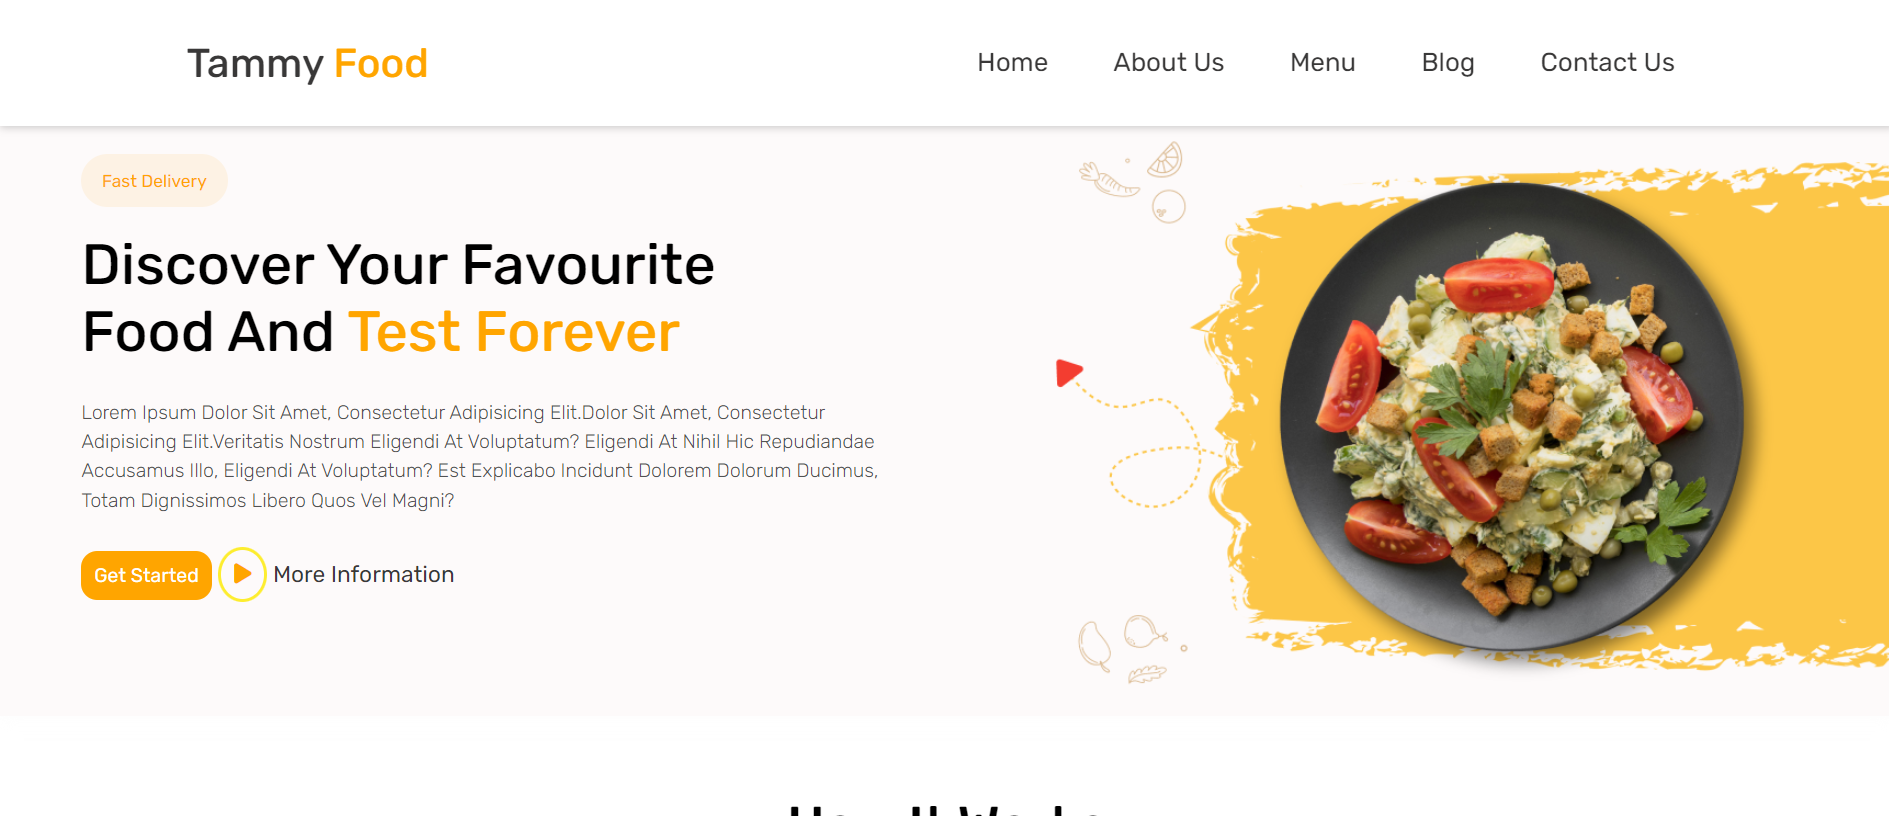 Tammy Food
Home About Us Menu Blog Contact Us
Fast Delivery
Discover Your Favourite
Food And Test Forever
Lorem Ipsum Dolor Sit Amet, Consectetur Adipisicing Elit.Dolor Sit Amet, Consectetur
Adipisicing Elit.Veritatis Nostrum Eligendi At Voluptatum? Eligendi At Nihil Hic Repudiandae
Accusamus Illo, Eligendi At Voluptatum? Est Explicabo Incidunt Dolorem Dolorum Ducimus,
Totam Dignissimos Libero Quos Vel Magni?
Get Started More Information